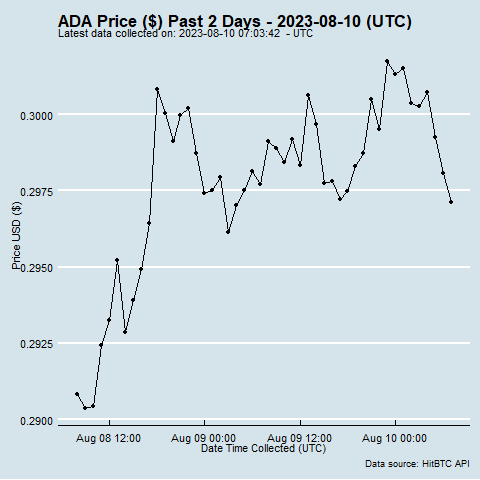 ADA Price ($) Past 2 Days - 2023-08-10 (UTC)
Latest data collected on: 2023-08-10 07:03:42 - UTC
0.3000
0.2975
0.2950
0.2925
0.2900
Price USD ($)
Aug 08 12:00 Aug 09 00:00 Aug 09 12:00 Aug 10 00:00
Date Time Collected (UTC)
Data source: HitBTC API